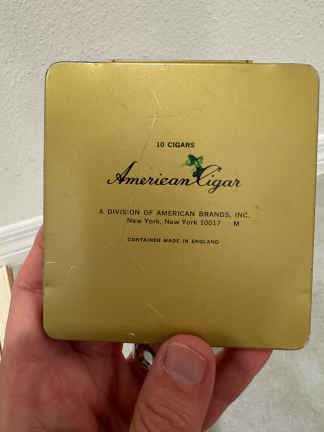 10 CIGARS
American Cigar
A DIVISION OF AMERICAN BRANDS, INC.
New York, New York 10017 M
CONTAINER MADE IN ENGLAND